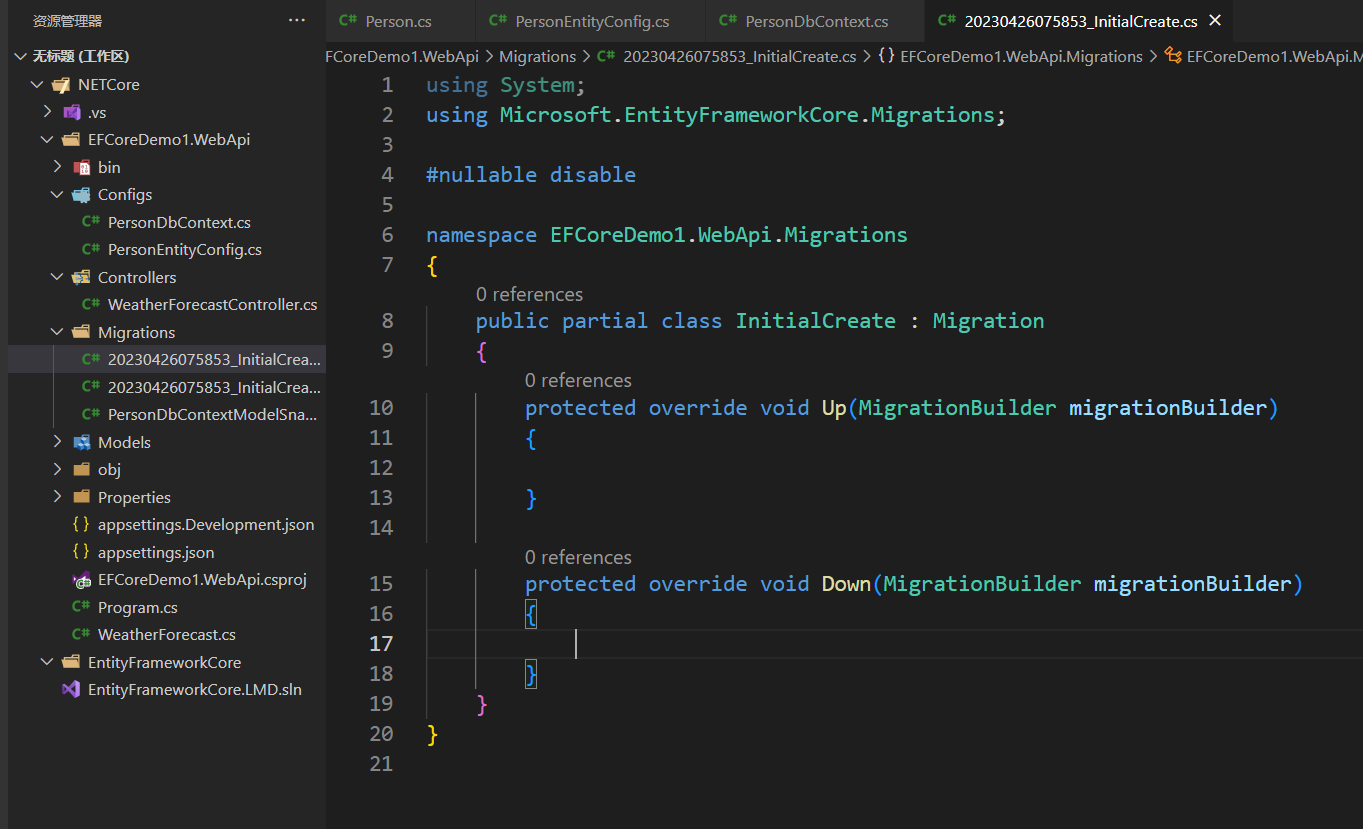 资源管理器
无标题 (工作区)
NETCore
.vs
EFCoreDemo1.WebApi
bin
Configs
PersonDbContext.cs
PersonEntityConfig.cs
Controllers
WeatherForecastController.cs
Migrations
20230426075853_InitialCrea...
20230426075853_InitialCrea...
PersonDbContextModelSna...
Models
obj
Properties
appsettings.Development.json
appsettings.json
EFCoreDemo1.WebApi.csproj
Program.cs
WeatherForecast.cs
EntityFrameworkCore
EntityFrameworkCore.LMD.sln
C# Person.cs C# PersonEntityConfig.cs C# PersonDbContext.cs C# 20230426075853_InitialCreate.cs
EFCoreDemo1.WebApi > Migrations > C# 20230426075853_InitialCreate.cs > {} EFCoreDemo1.WebApi.Migrations > EFCoreDemo1.WebApi.M
1 using System;
2 using Microsoft.EntityFrameworkCore.Migrations;
3
4 #nullable disable
5
6 namespace EFCoreDemo1.WebApi.Migrations
7 {
0 references
8 public partial class InitialCreate : Migration
9 {
0 references
10 protected override void Up(MigrationBuilder migrationBuilder)
11 {
12
13 }
14
0 references
15 protected override void Down(MigrationBuilder migrationBuilder)
16 {
17
18 }
19 }
20 }
21